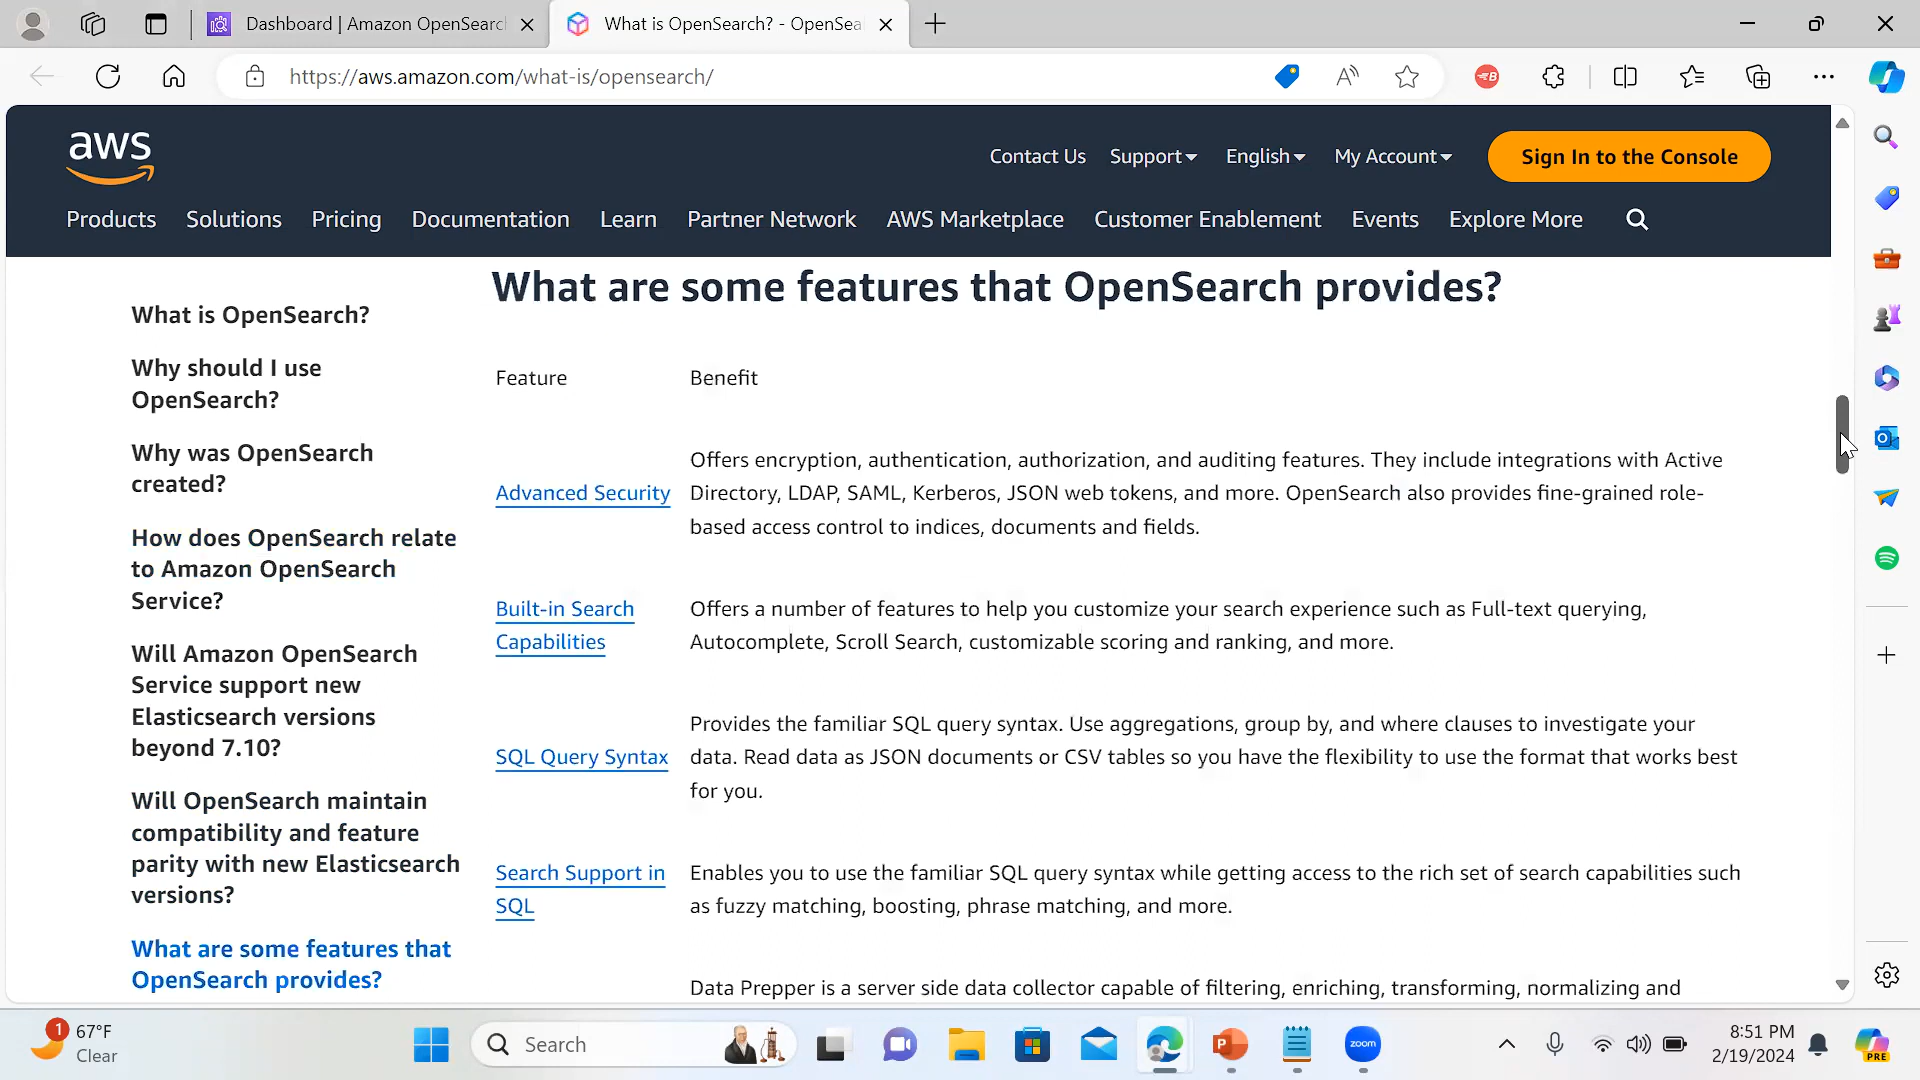 Dashboard | Amazon OpenSearc
What is OpenSearch? - OpenSea
https://aws.amazon.com/what-is/opensearch/
aws
Contact Us Support English My Account Sign In to the Console
Products Solutions Pricing Documentation Learn Partner Network AWS Marketplace Customer Enablement Events Explore More
What is OpenSearch?
Why should I use
OpenSearch?
Why was OpenSearch
created?
How does OpenSearch relate
to Amazon OpenSearch
Service?
Will Amazon OpenSearch
Service support new
Elasticsearch versions
beyond 7.10?
Will OpenSearch maintain
compatibility and feature
parity with new Elasticsearch
versions?
What are some features that
OpenSearch provides?
What are some features that OpenSearch provides?
Feature Benefit
Advanced Security
Offers encryption, authentication, authorization, and auditing features. They include integrations with Active
Directory, LDAP, SAML, Kerberos, JSON web tokens, and more. OpenSearch also provides fine-grained role-
based access control to indices, documents and fields.
Built-in Search
Capabilities
Offers a number of features to help you customize your search experience such as Full-text querying,
Autocomplete, Scroll Search, customizable scoring and ranking, and more.
SQL Query Syntax
Provides the familiar SQL query syntax. Use aggregations, group by, and where clauses to investigate your
data. Read data as JSON documents or CSV tables so you have the flexibility to use the format that works best
for you.
Search Support in
SQL
Enables you to use the familiar SQL query syntax while getting access to the rich set of search capabilities such
as fuzzy matching, boosting, phrase matching, and more.
Data Prepper is a server side data collector capable of filtering, enriching, transforming, normalizing and
1
67°F
Clear
Search
P
zoom
8:51 PM
2/19/2024
PRE